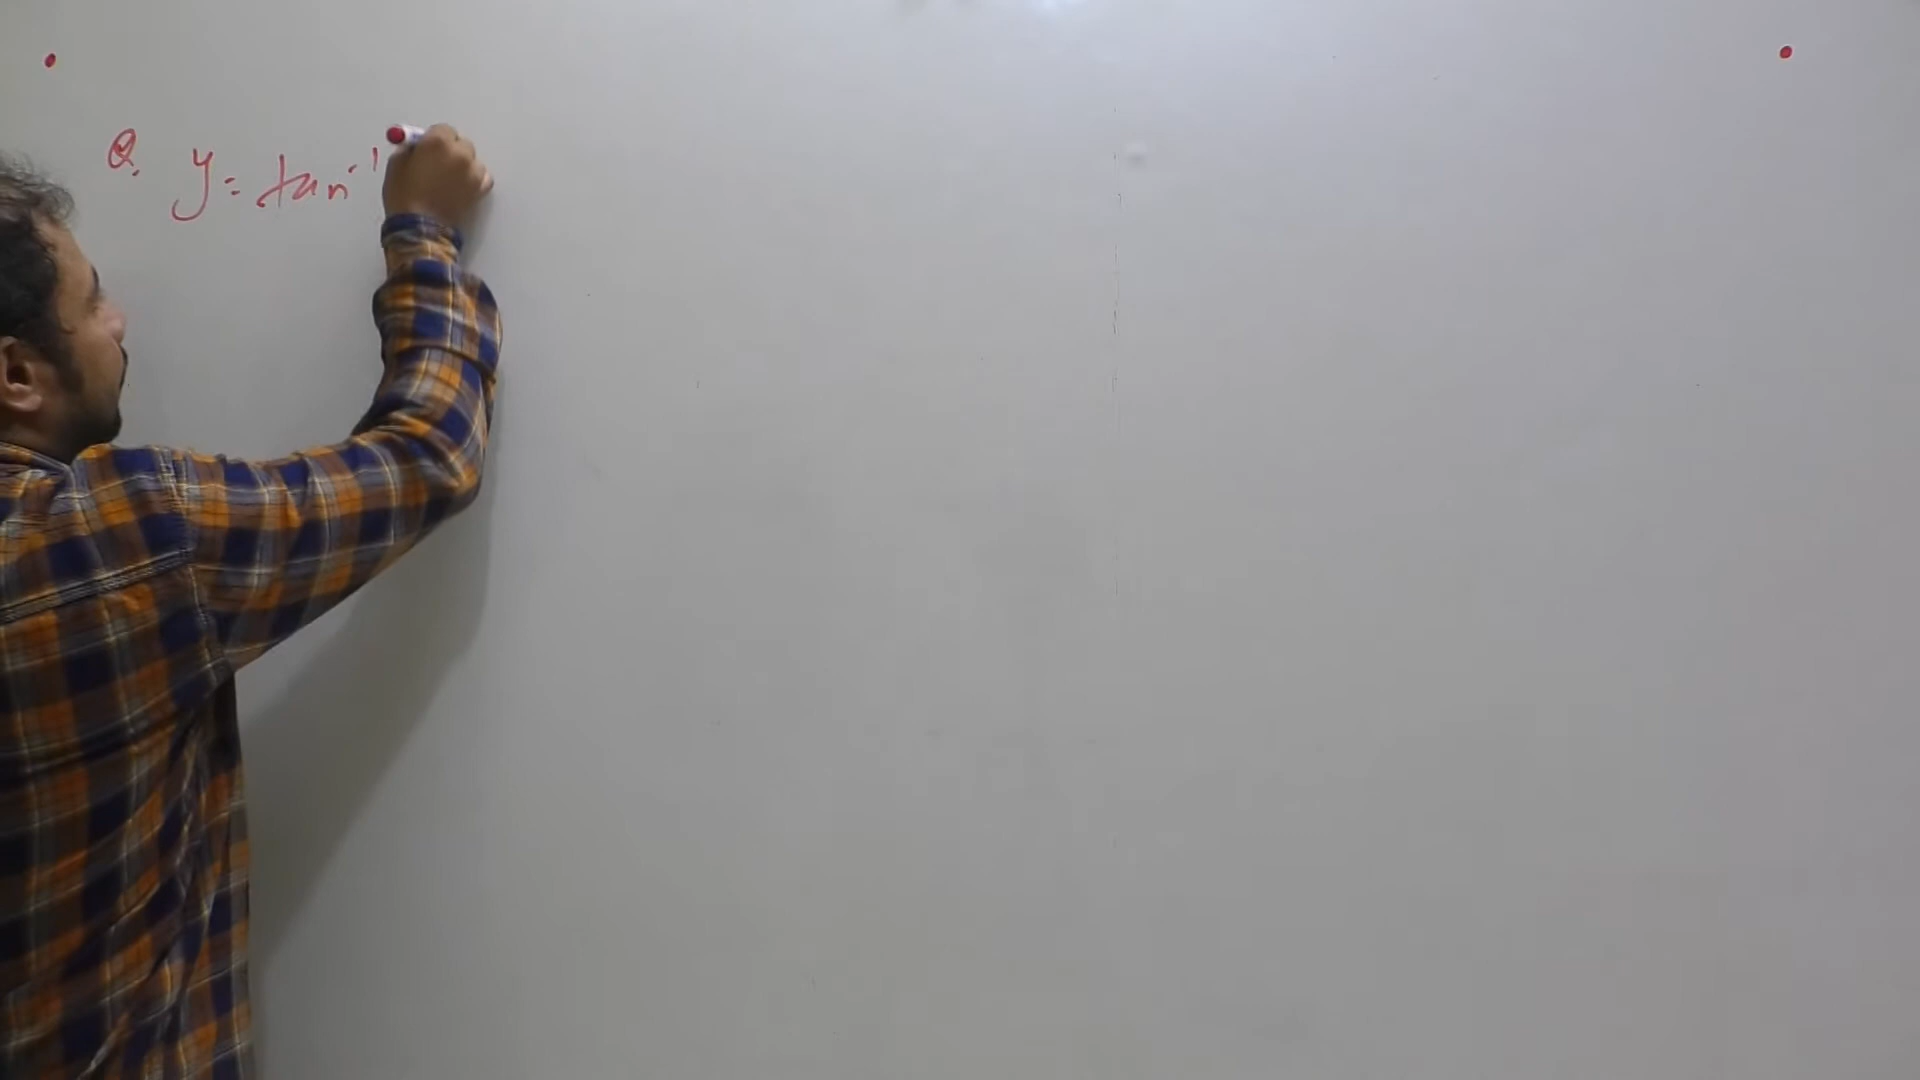 Q. y = tan⁻¹